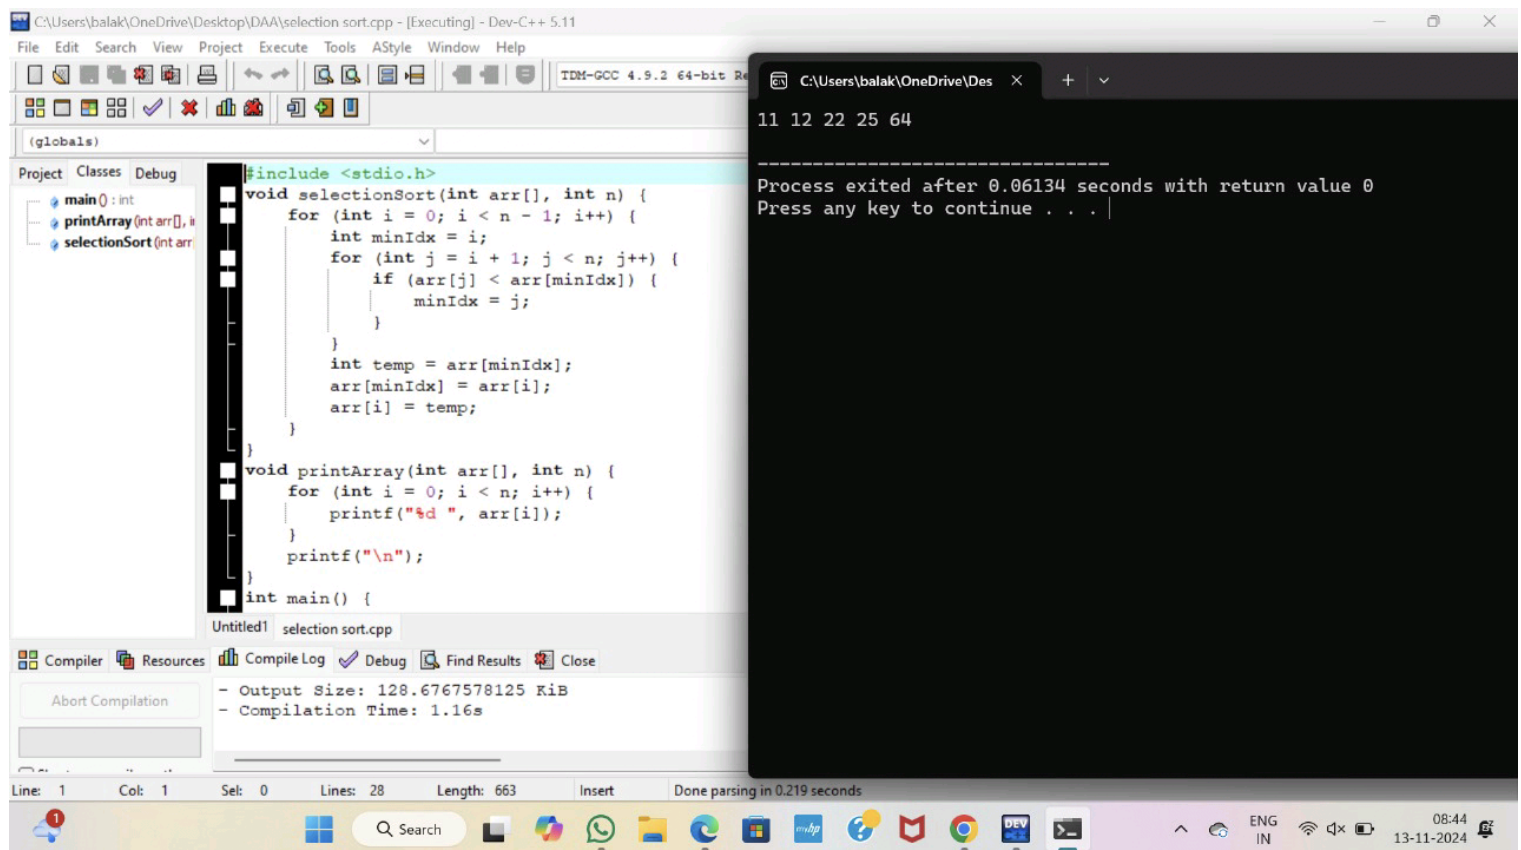 C:\Users\balak\OneDrive\Desktop\DAA\selection sort.cpp - [Executing] - Dev-C++ 5.11
File Edit Search View Project Execute Tools AStyle Window Help
TDM-GCC 4.9.2 64-bit Re
(globals)
Project Classes Debug
main () : int
printArray (int arr[], i
selectionSort (int arr
#include <stdio.h>
void selectionSort(int arr[], int n) {
for (int i = 0; i < n - 1; i++) {
int minIdx = i;
for (int j = i + 1; j < n; j++) {
if (arr[j] < arr[minIdx]) {
minIdx = j;
}
}
int temp = arr[minIdx];
arr[minIdx] = arr[i];
arr[i] = temp;
}
}
void printArray(int arr[], int n) {
for (int i = 0; i < n; i++) {
printf("%d ", arr[i]);
}
printf("\n");
}
int main() {
Untitled1 selection sort.cpp
Compiler Resources Compile Log Debug Find Results Close
Abort Compilation
- Output Size: 128.6767578125 KiB
- Compilation Time: 1.16s
Line: 1 Col: 1 Sel: 0 Lines: 28 Length: 663 Insert Done parsing in 0.219 seconds
C:\Users\balak\OneDrive\Des
11 12 22 25 64
--------------------------------
Process exited after 0.06134 seconds with return value 0
Press any key to continue . . .
1
Search
myhp
DEV
C++
ENG
IN
08:44
13-11-2024